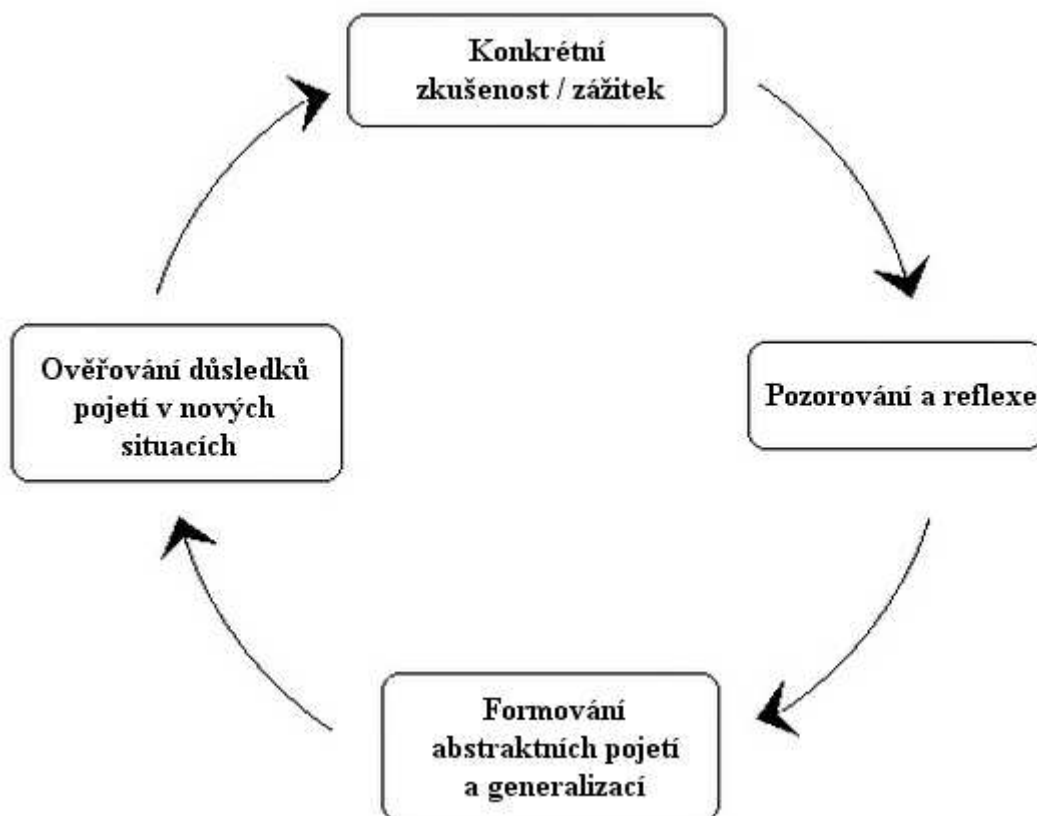 Konkrétní
zkušenost / zážitek
Pozorování a reflexe
Formování
abstraktních pojetí
a generalizací
Ověřování důsledků
pojetí v nových
situacích